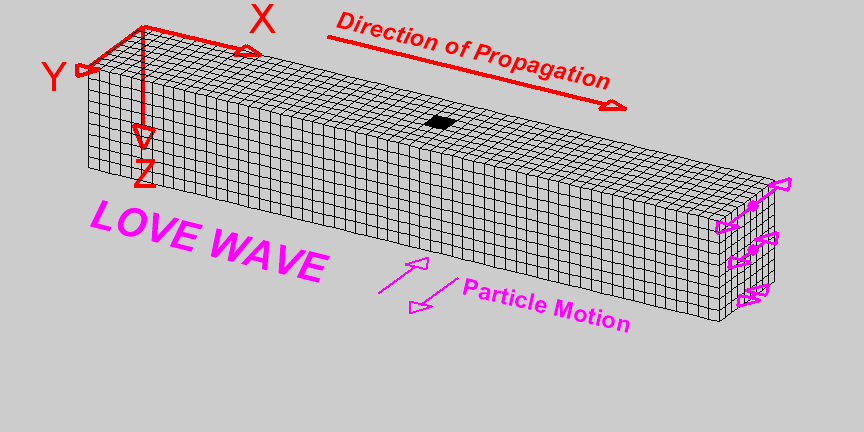 X
Direction of Propagation
Y
Z
LOVE WAVE
Particle Motion